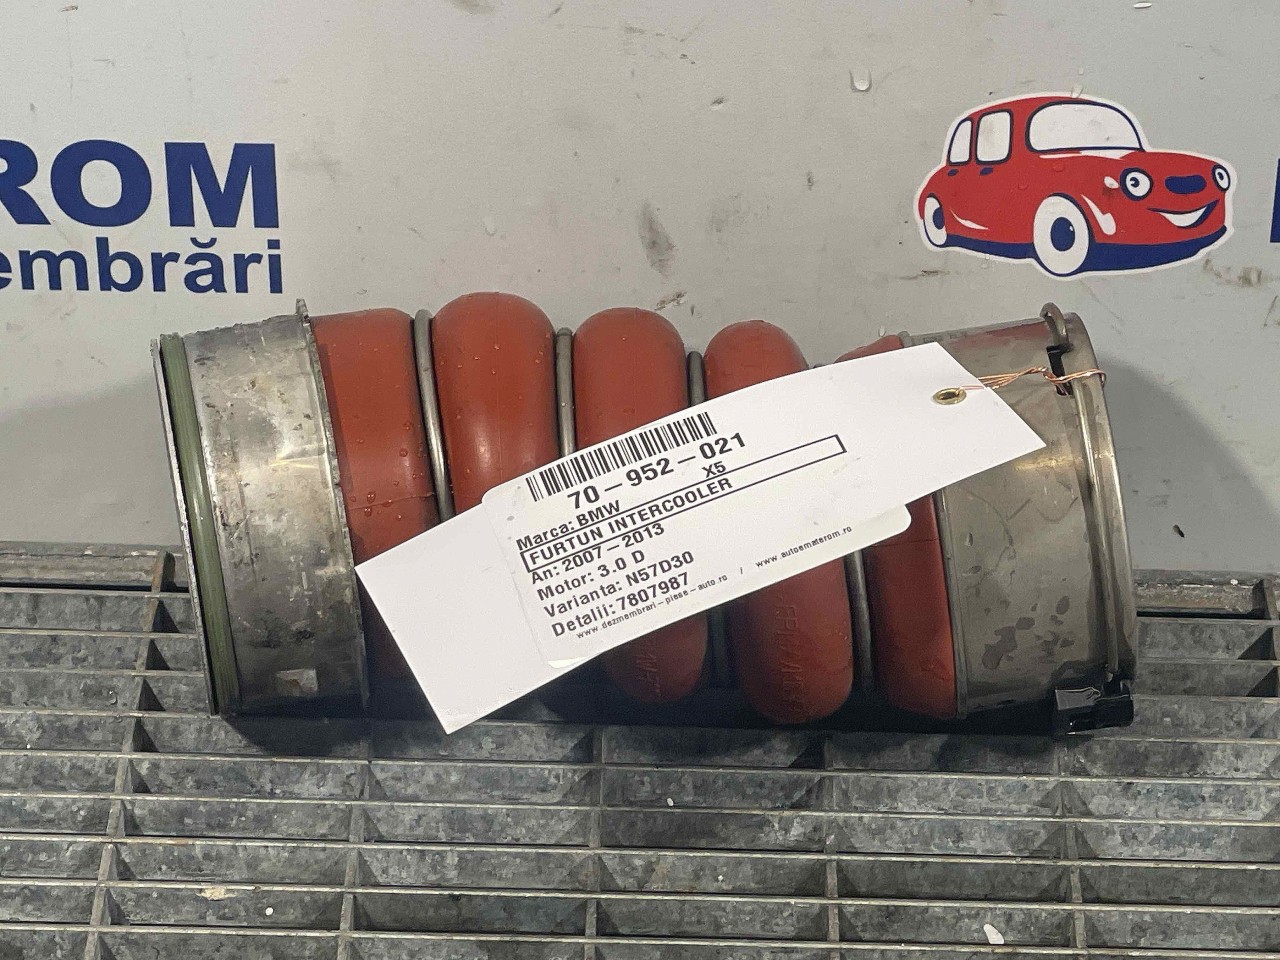 ROM
embrări
70-952-021
Marca: BMW X5
FURTUN INTERCOOLER
An: 2007-2013
Motor: 3.0 D
Varianta: N57D30
Detalii: 7807987
www.dezmembrari-piese-auto.ro / www.autoematerom.ro